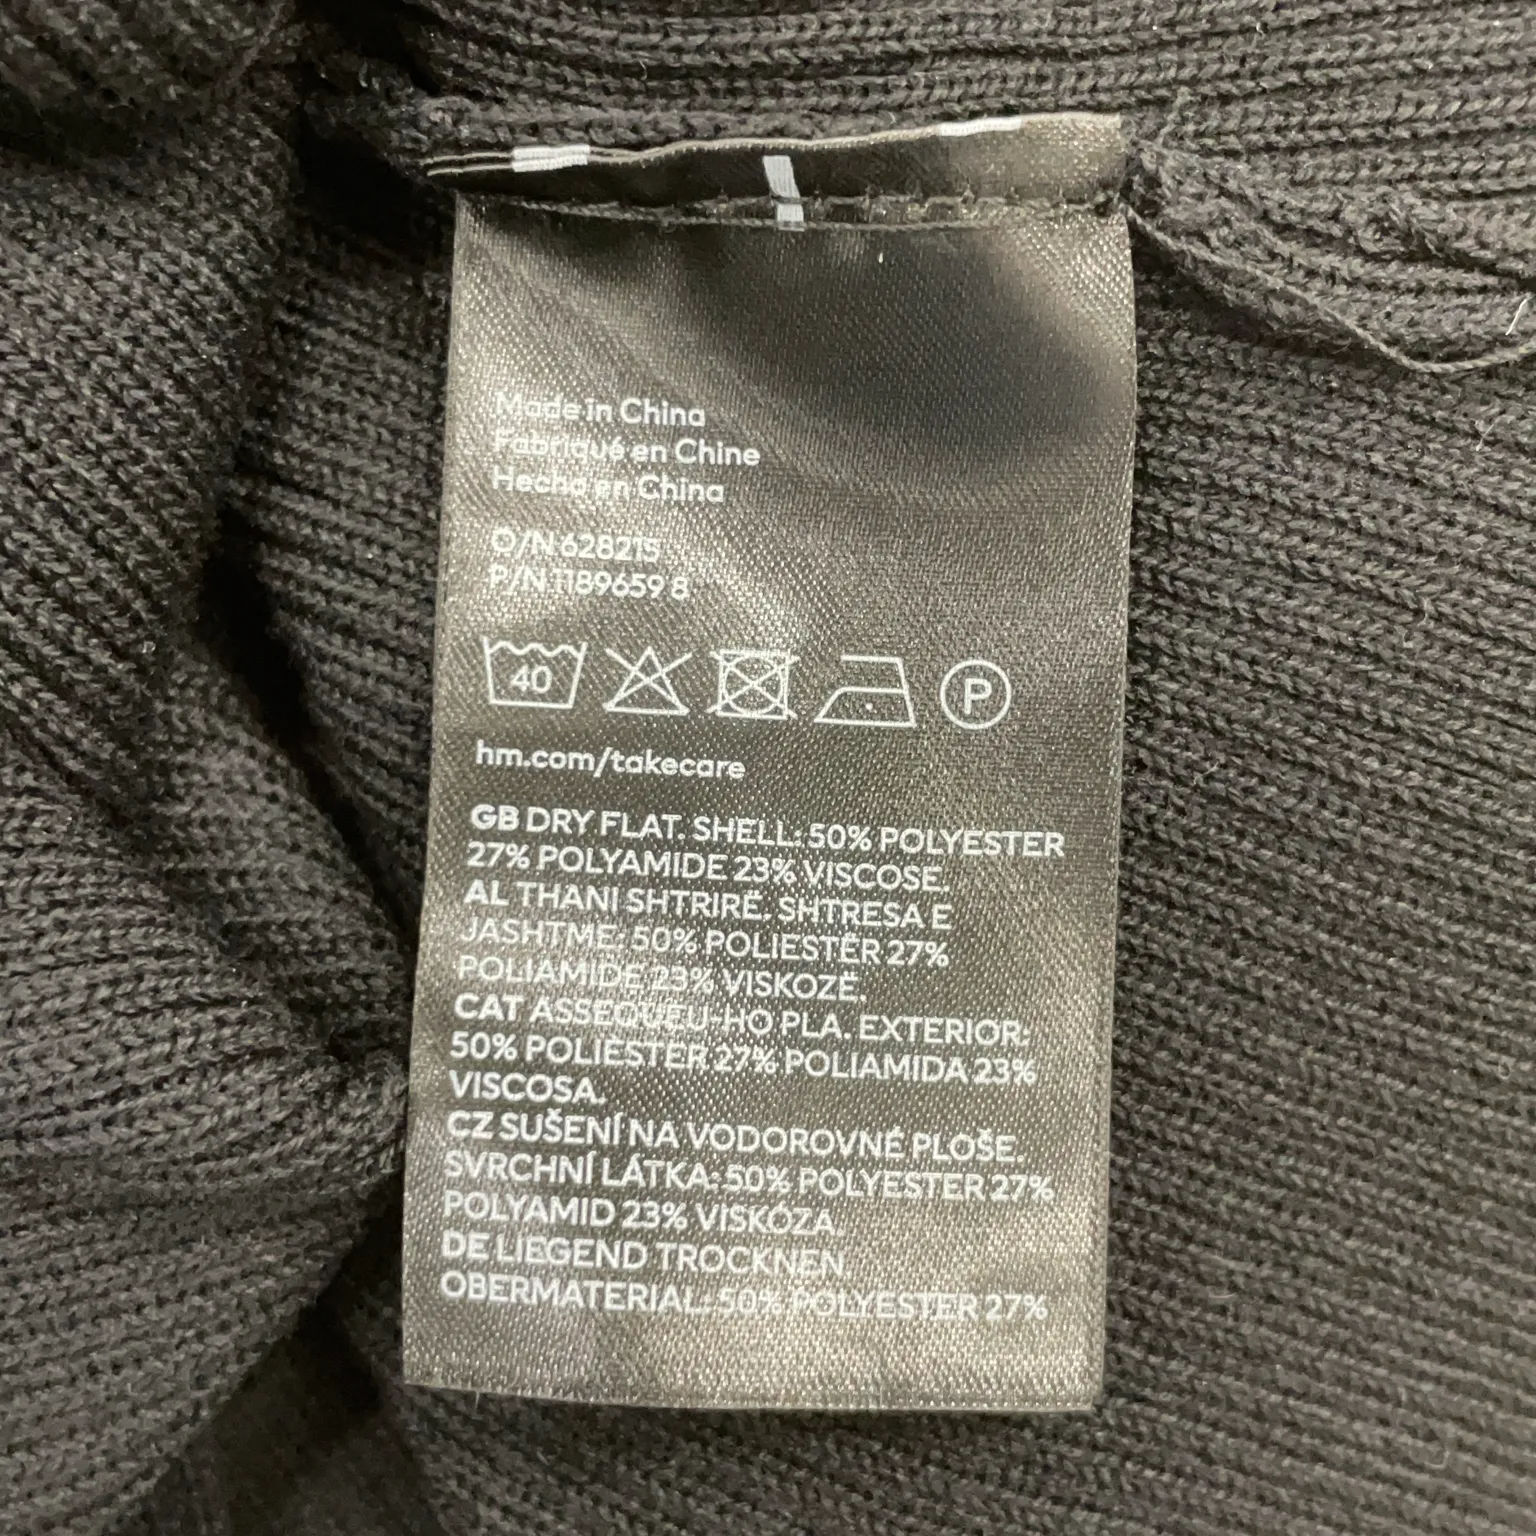 Made in China
Fabriqué en Chine
Hecho en China
O/N 628215
P/N 1189659 8
40
P
hm.com/takecare
GB DRY FLAT. SHELL: 50% POLYESTER
27% POLYAMIDE 23% VISCOSE.
AL THANI SHTRIRË. SHTRESA E
JASHTME: 50% POLIESTËR 27%
POLIAMIDE 23% VISKOZË.
CAT ASSEQUEU-HO PLA. EXTERIOR:
50% POLIÈSTER 27% POLIAMIDA 23%
VISCOSA.
CZ SUŠENÍ NA VODOROVNÉ PLOŠE.
SVRCHNÍ LÁTKA: 50% POLYESTER 27%
POLYAMID 23% VISKÓZA.
DE LIEGEND TROCKNEN.
OBERMATERIAL: 50% POLYESTER 27%